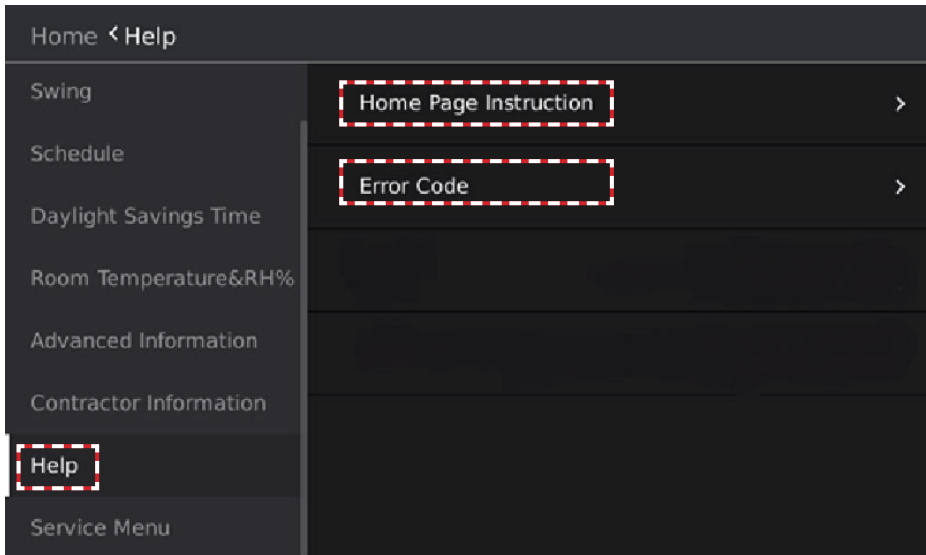 Home < Help
Swing
Schedule
Daylight Savings Time
Room Temperature&RH%
Advanced Information
Contractor Information
Help
Service Menu
Home Page Instruction >
Error Code >